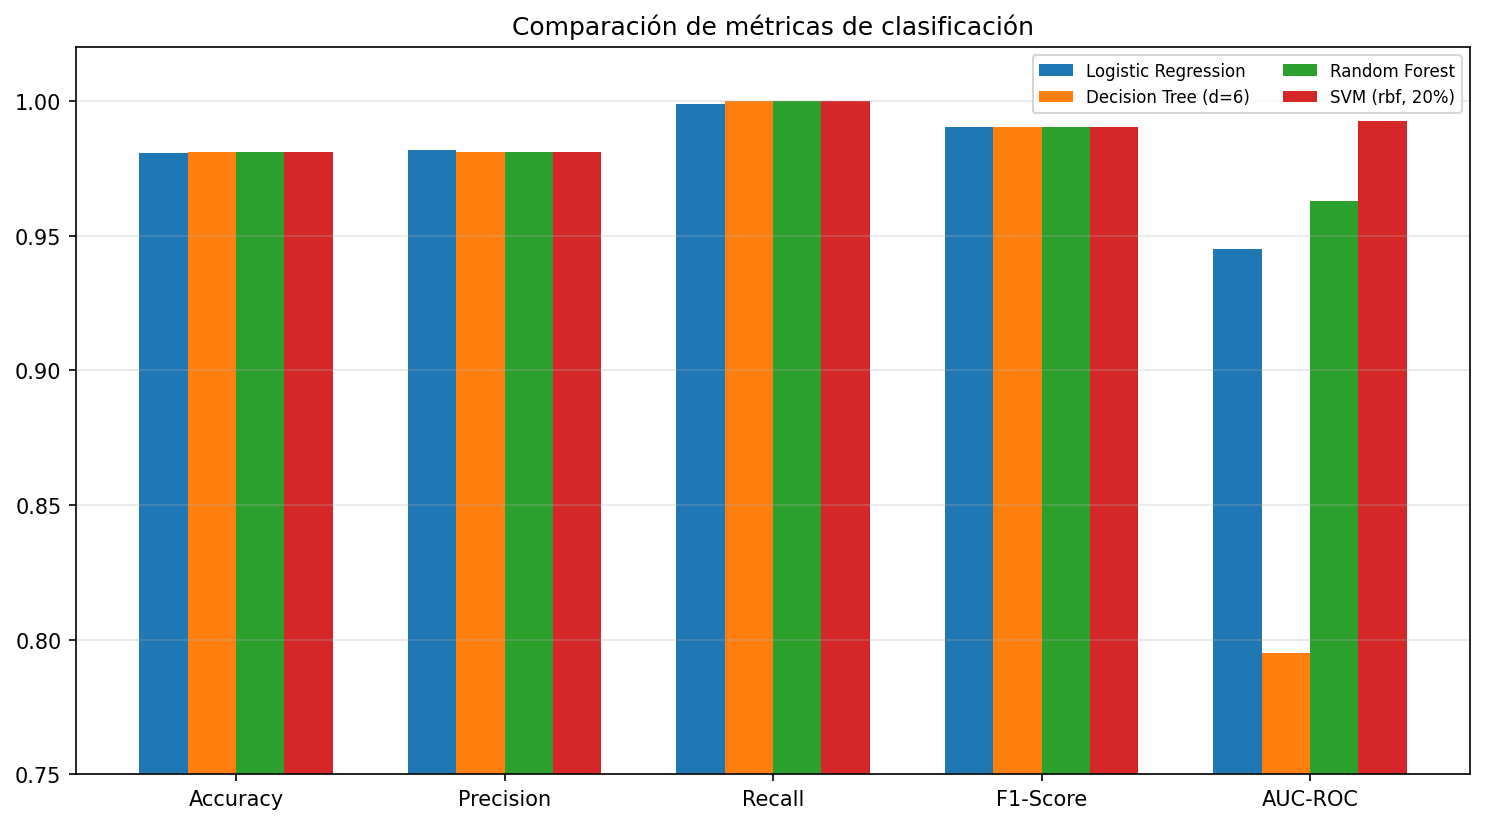 Comparación de métricas de clasificación
Logistic Regression
Decision Tree (d=6)
Random Forest
SVM (rbf, 20%)
1.00
0.95
0.90
0.85
0.80
0.75
Accuracy
Precision
Recall
F1-Score
AUC-ROC